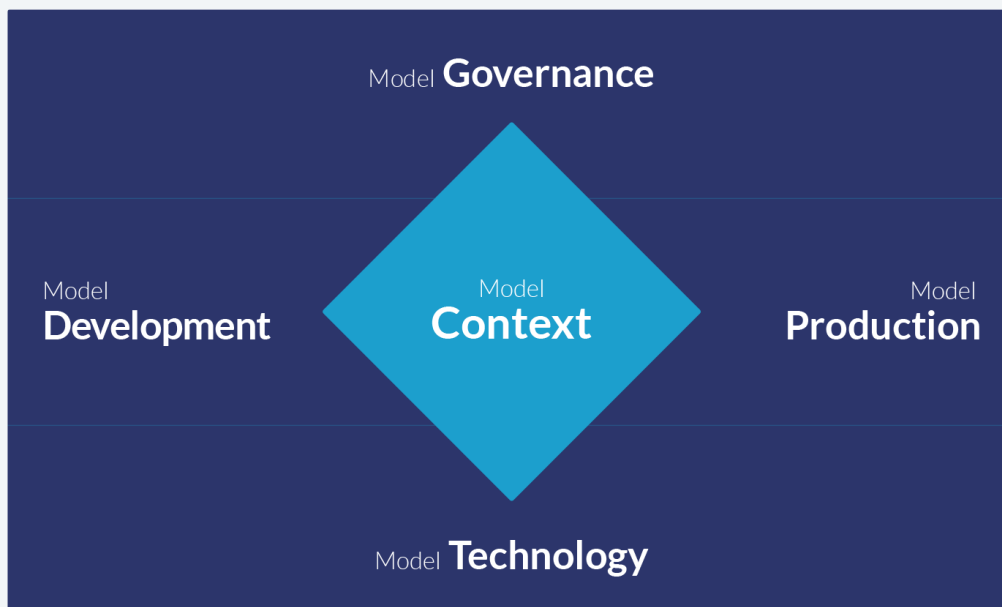 Model Governance
Model
Development
Model
Context
Model
Production
Model Technology